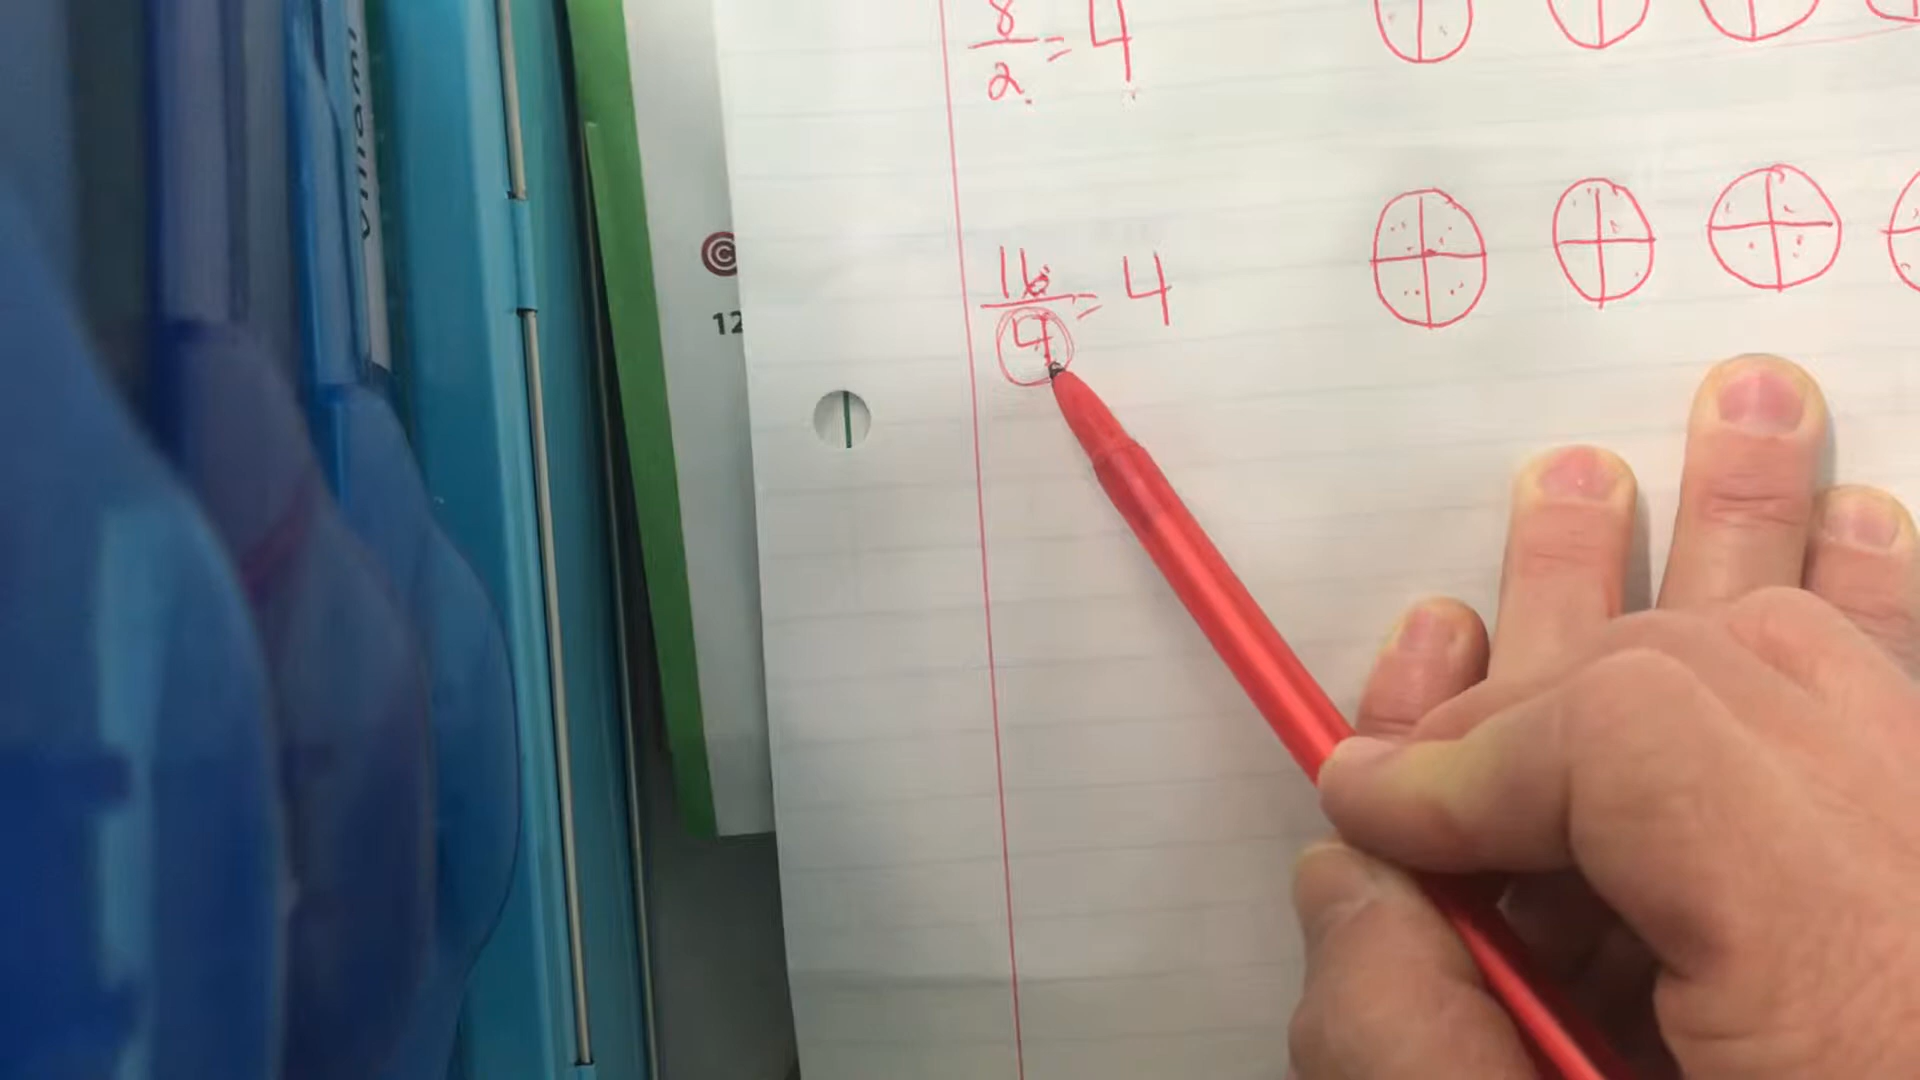 8/2 = 4
16/4 = 4
©
12